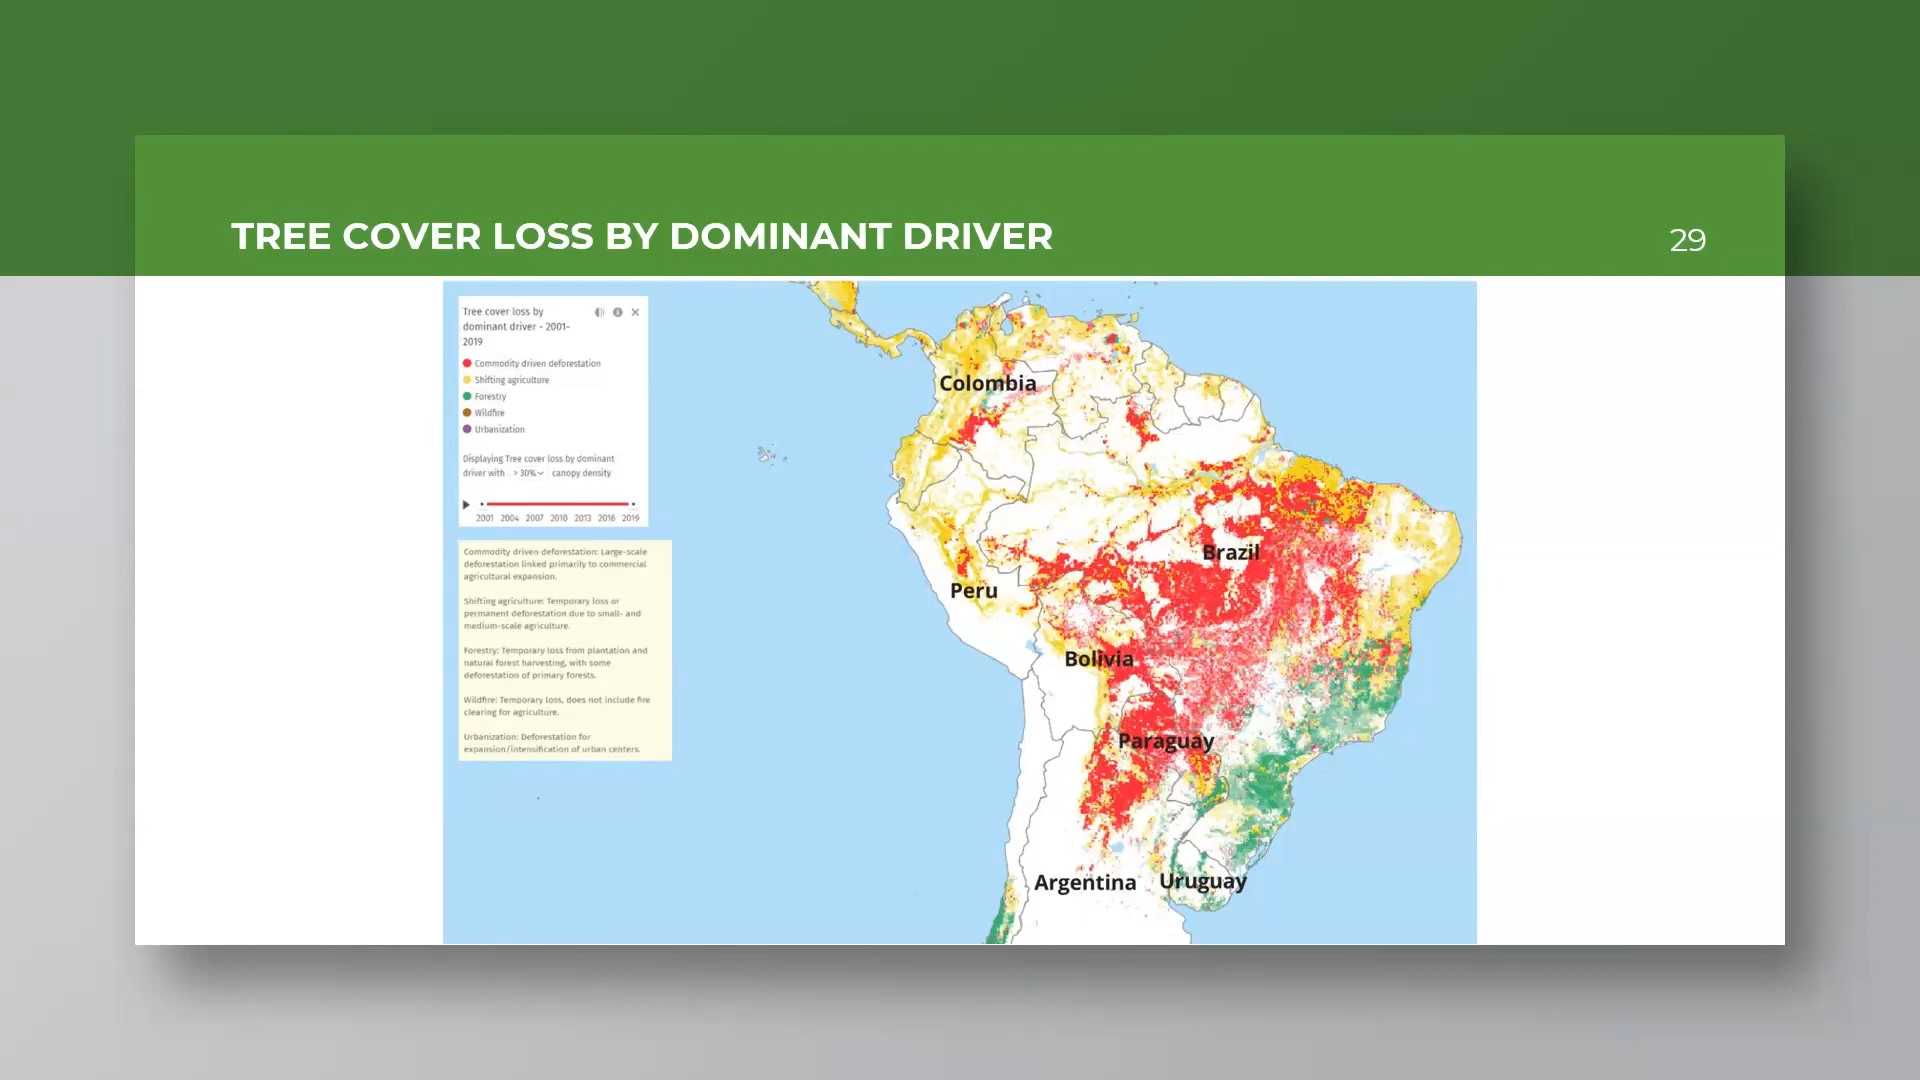 TREE COVER LOSS BY DOMINANT DRIVER
29
Tree cover loss by
dominant driver - 2001-
2019
Commodity driven deforestation
Shifting agriculture
Forestry
Wildfire
Urbanization
Displaying Tree cover loss by dominant
driver with > 30% canopy density
2001 2004 2007 2010 2013 2016 2019
Commodity driven deforestation: Large-scale
deforestation linked primarily to commercial
agricultural expansion.
Shifting agriculture: Temporary loss or
permanent deforestation due to small- and
medium-scale agriculture.
Forestry: Temporary loss from plantation and
natural forest harvesting, with some
deforestation of primary forests.
Wildfire: Temporary loss, does not include fire
clearing for agriculture.
Urbanization: Deforestation for
expansion/intensification of urban centers.
Colombia
Brazil
Peru
Bolivia
Paraguay
Argentina
Uruguay